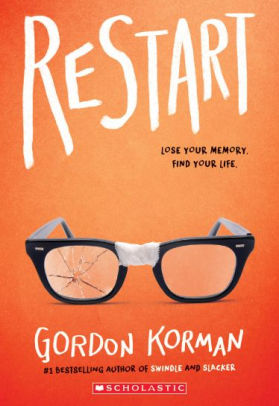 RESTART
LOSE YOUR MEMORY.
FIND YOUR LIFE.
GORDON KORMAN
#1 BESTSELLING AUTHOR OF SWINDLE AND SLACKER
SCHOLASTIC